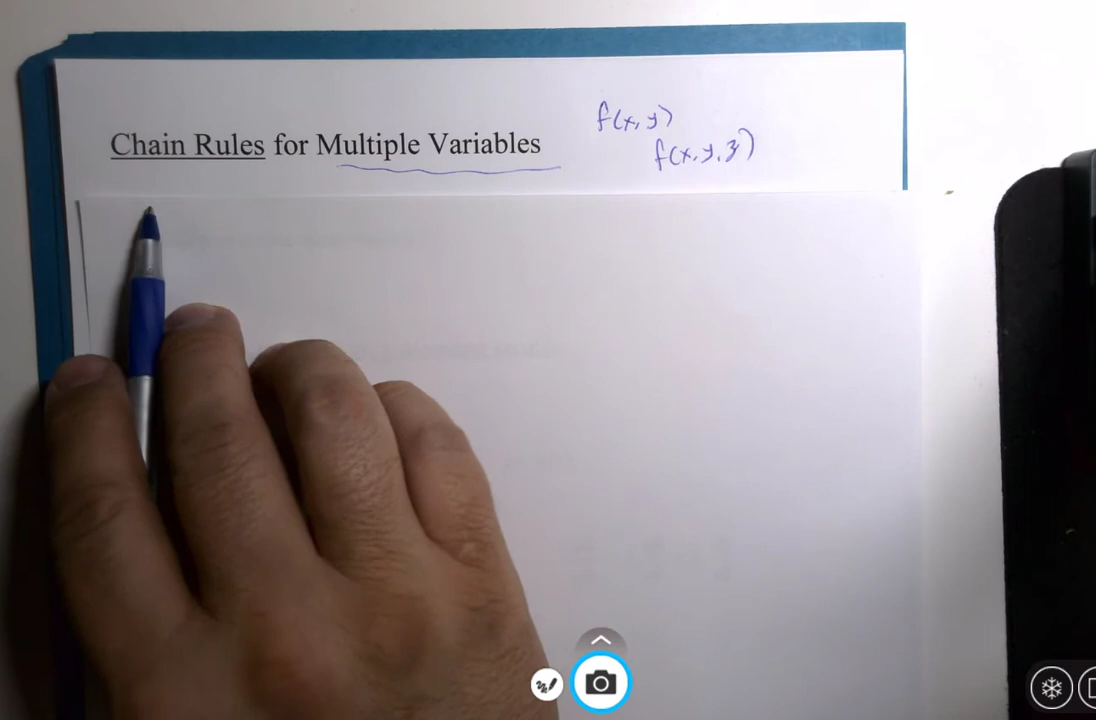 f(x, y)
Chain Rules for Multiple Variables
f(x, y, z)